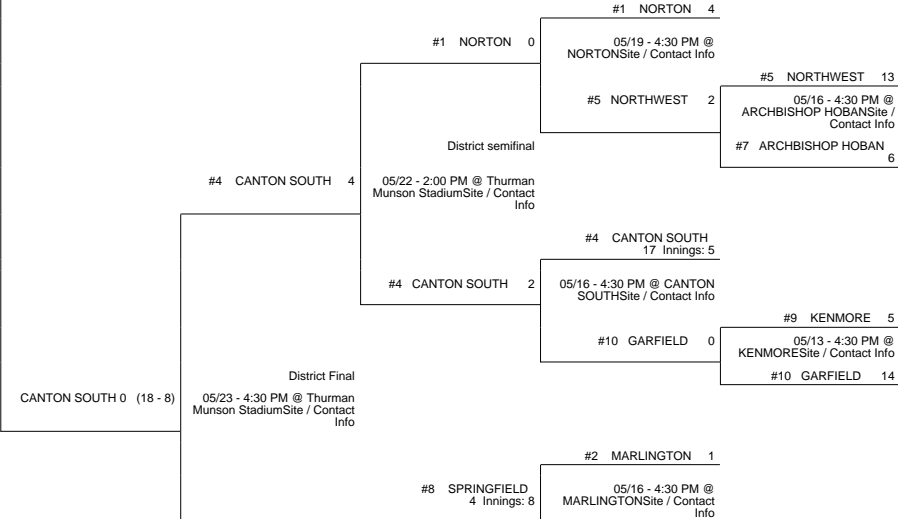 #1 NORTON 4
#1 NORTON 0
05/19 - 4:30 PM @
NORTONSite / Contact Info
#5 NORTHWEST 13
#5 NORTHWEST 2
05/16 - 4:30 PM @
ARCHBISHOP HOBANSite /
Contact Info
#7 ARCHBISHOP HOBAN
6
District semifinal
#4 CANTON SOUTH 4
05/22 - 2:00 PM @ Thurman
Munson StadiumSite / Contact
Info
#4 CANTON SOUTH
17 Innings: 5
#4 CANTON SOUTH 2
05/16 - 4:30 PM @ CANTON
SOUTHSite / Contact Info
#9 KENMORE 5
#10 GARFIELD 0
05/13 - 4:30 PM @
KENMORESite / Contact Info
#10 GARFIELD 14
District Final
CANTON SOUTH 0 (18 - 8)
05/23 - 4:30 PM @ Thurman
Munson StadiumSite / Contact
Info
#2 MARLINGTON 1
#8 SPRINGFIELD
4 Innings: 8
05/16 - 4:30 PM @
MARLINGTONSite / Contact
Info